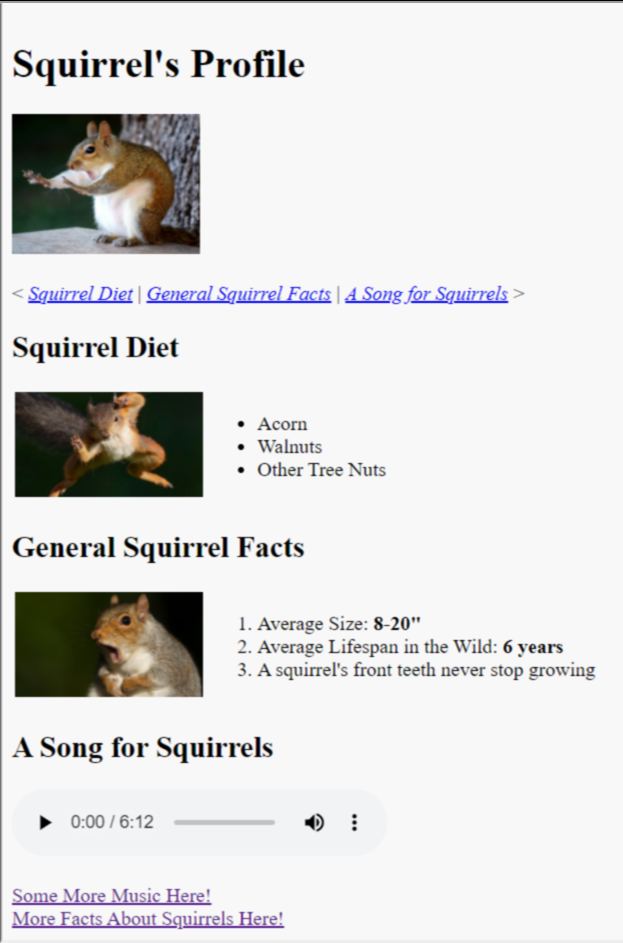 Squirrel's Profile
< Squirrel Diet | General Squirrel Facts | A Song for Squirrels >
Squirrel Diet
• Acorn
• Walnuts
• Other Tree Nuts
General Squirrel Facts
1. Average Size: 8-20"
2. Average Lifespan in the Wild: 6 years
3. A squirrel's front teeth never stop growing
A Song for Squirrels
0:00 / 6:12
Some More Music Here!
More Facts About Squirrels Here!